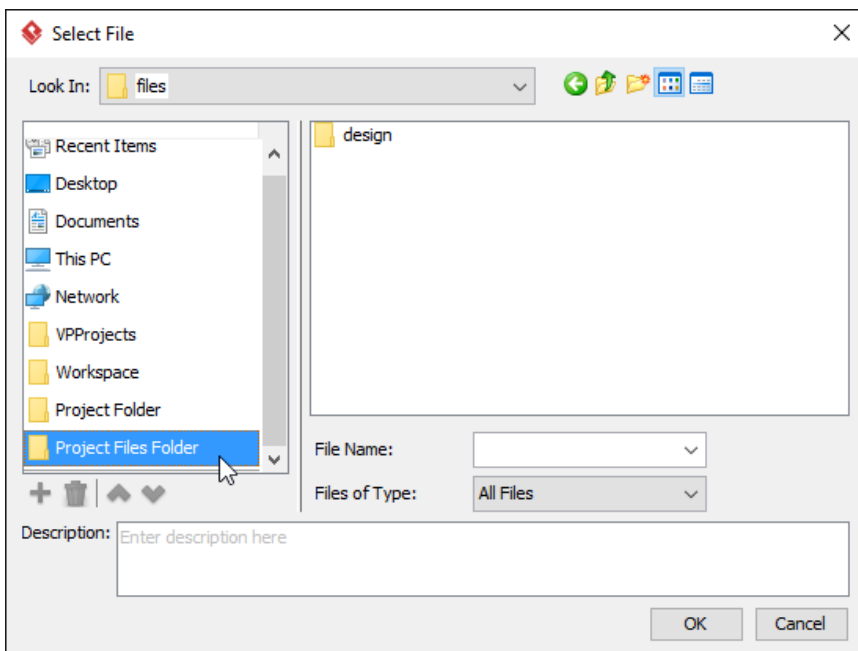 Select File
Look In: files
Recent Items
Desktop
Documents
This PC
Network
VPProjects
Workspace
Project Folder
Project Files Folder
design
File Name:
Files of Type: All Files
Description: Enter description here
OK Cancel